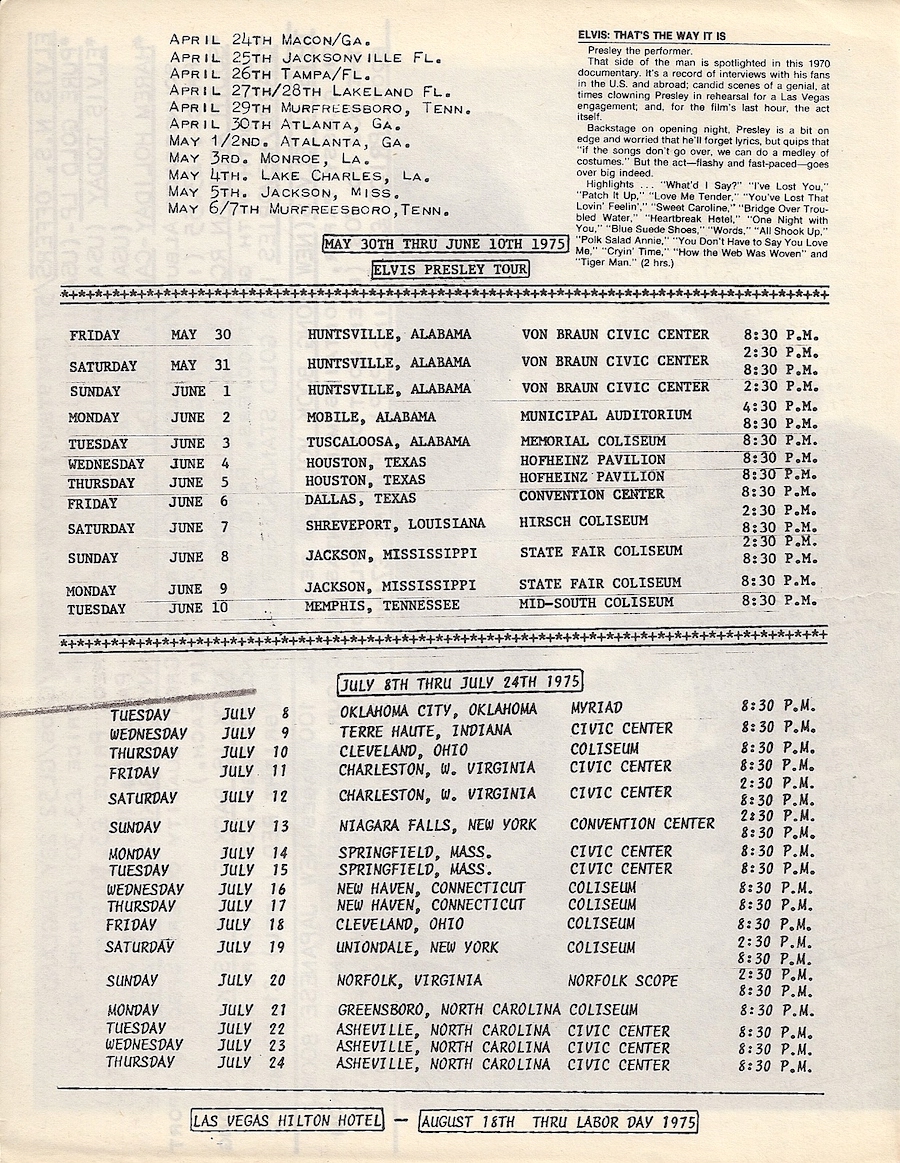 APRIL 24TH MACON/GA.
APRIL 25TH JACKSONVILLE FL.
APRIL 26TH TAMPA/FL.
APRIL 27TH/28TH LAKELAND FL.
APRIL 29TH MURFREESBORO, TENN.
APRIL 30TH ATLANTA, GA.
MAY 1/2ND. ATALANTA, GA.
MAY 3RD. MONROE, LA.
MAY 4TH. LAKE CHARLES, LA.
MAY 5TH. JACKSON, MISS.
MAY 6/7TH MURFREESBORO,TENN.
ELVIS: THAT'S THE WAY IT IS
Presley the performer.
That side of the man is spotlighted in this 1970
documentary. It's a record of interviews with his fans
in the U.S. and abroad; candid scenes of a genial, at
times clowning Presley in rehearsal for a Las Vegas
engagement; and, for the film's last hour, the act
itself.
Backstage on opening night, Presley is a bit on
edge and worried that he'll forget lyrics, but quips that
"if the songs don't go over, we can do a medley of
costumes." But the act—flashy and fast-paced—goes
over big indeed.
Highlights ... "What'd I Say?" "I've Lost You,"
"Patch It Up," "Love Me Tender," "You've Lost That
Lovin' Feelin'," "Sweet Caroline," "Bridge Over Trou-
bled Water," "Heartbreak Hotel," "One Night with
You," "Blue Suede Shoes," "Words," "All Shook Up,"
"Polk Salad Annie," "You Don't Have to Say You Love
Me," "Cryin' Time," "How the Web Was Woven" and
"Tiger Man." (2 hrs.)
MAY 30TH THRU JUNE 10TH 1975
ELVIS PRESLEY TOUR
FRIDAY MAY 30 HUNTSVILLE, ALABAMA VON BRAUN CIVIC CENTER 8:30 P.M.
SATURDAY MAY 31 HUNTSVILLE, ALABAMA VON BRAUN CIVIC CENTER 2:30 P.M.
8:30 P.M.
SUNDAY JUNE 1 HUNTSVILLE, ALABAMA VON BRAUN CIVIC CENTER 2:30 P.M.
MONDAY JUNE 2 MOBILE, ALABAMA MUNICIPAL AUDITORIUM 4:30 P.M.
8:30 P.M.
TUESDAY JUNE 3 TUSCALOOSA, ALABAMA MEMORIAL COLISEUM 8:30 P.M.
WEDNESDAY JUNE 4 HOUSTON, TEXAS HOFHEINZ PAVILION 8:30 P.M.
THURSDAY JUNE 5 HOUSTON, TEXAS HOFHEINZ PAVILION 8:30 P.M.
FRIDAY JUNE 6 DALLAS, TEXAS CONVENTION CENTER 8:30 P.M.
SATURDAY JUNE 7 SHREVEPORT, LOUISIANA HIRSCH COLISEUM 2:30 P.M.
8:30 P.M.
SUNDAY JUNE 8 JACKSON, MISSISSIPPI STATE FAIR COLISEUM 2:30 P.M.
8:30 P.M.
MONDAY JUNE 9 JACKSON, MISSISSIPPI STATE FAIR COLISEUM 8:30 P.M.
TUESDAY JUNE 10 MEMPHIS, TENNESSEE MID-SOUTH COLISEUM 8:30 P.M.
JULY 8TH THRU JULY 24TH 1975
TUESDAY JULY 8 OKLAHOMA CITY, OKLAHOMA MYRIAD 8:30 P.M.
WEDNESDAY JULY 9 TERRE HAUTE, INDIANA CIVIC CENTER 8:30 P.M.
THURSDAY JULY 10 CLEVELAND, OHIO COLISEUM 8:30 P.M.
FRIDAY JULY 11 CHARLESTON, W. VIRGINIA CIVIC CENTER 8:30 P.M.
SATURDAY JULY 12 CHARLESTON, W. VIRGINIA CIVIC CENTER 2:30 P.M.
8:30 P.M.
SUNDAY JULY 13 NIAGARA FALLS, NEW YORK CONVENTION CENTER 2:30 P.M.
8:30 P.M.
MONDAY JULY 14 SPRINGFIELD, MASS. CIVIC CENTER 8:30 P.M.
TUESDAY JULY 15 SPRINGFIELD, MASS. CIVIC CENTER 8:30 P.M.
WEDNESDAY JULY 16 NEW HAVEN, CONNECTICUT COLISEUM 8:30 P.M.
THURSDAY JULY 17 NEW HAVEN, CONNECTICUT COLISEUM 8:30 P.M.
FRIDAY JULY 18 CLEVELAND, OHIO COLISEUM 8:30 P.M.
SATURDAY JULY 19 UNIONDALE, NEW YORK COLISEUM 2:30 P.M.
8:30 P.M.
SUNDAY JULY 20 NORFOLK, VIRGINIA NORFOLK SCOPE 2:30 P.M.
8:30 P.M.
MONDAY JULY 21 GREENSBORO, NORTH CAROLINA COLISEUM 8:30 P.M.
TUESDAY JULY 22 ASHEVILLE, NORTH CAROLINA CIVIC CENTER 8:30 P.M.
WEDNESDAY JULY 23 ASHEVILLE, NORTH CAROLINA CIVIC CENTER 8:30 P.M.
THURSDAY JULY 24 ASHEVILLE, NORTH CAROLINA CIVIC CENTER 8:30 P.M.
LAS VEGAS HILTON HOTEL — AUGUST 18TH THRU LABOR DAY 1975